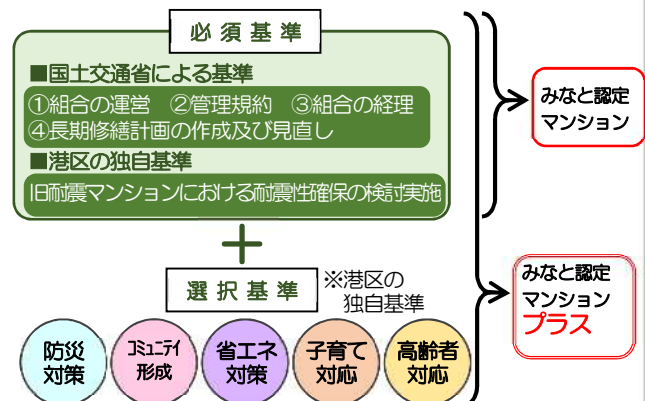 必須基準
■国土交通省による基準
①組合の運営 ②管理規約 ③組合の経理
④長期修繕計画の作成及び見直し
■港区の独自基準
旧耐震マンションにおける耐震性確保の検討実施
みなと認定
マンション
+
選択基準
※港区の
独自基準
みなと認定
マンション
プラス
防災
対策
コミュニティ
形成
省エネ
対策
子育て
対応
高齢者
対応